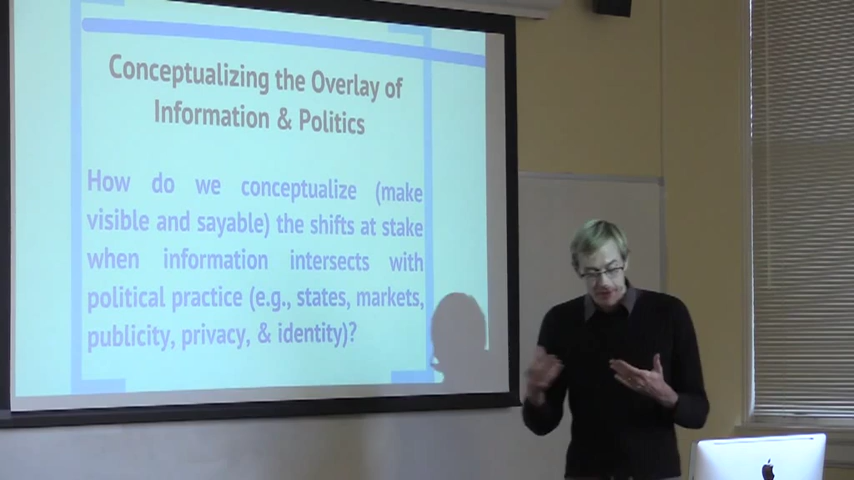 Conceptualizing the Overlay of
Information & Politics
How do we conceptualize (make
visible and sayable) the shifts at stake
when information intersects with
political practice (e.g., states, markets,
publicity, privacy, & identity)?